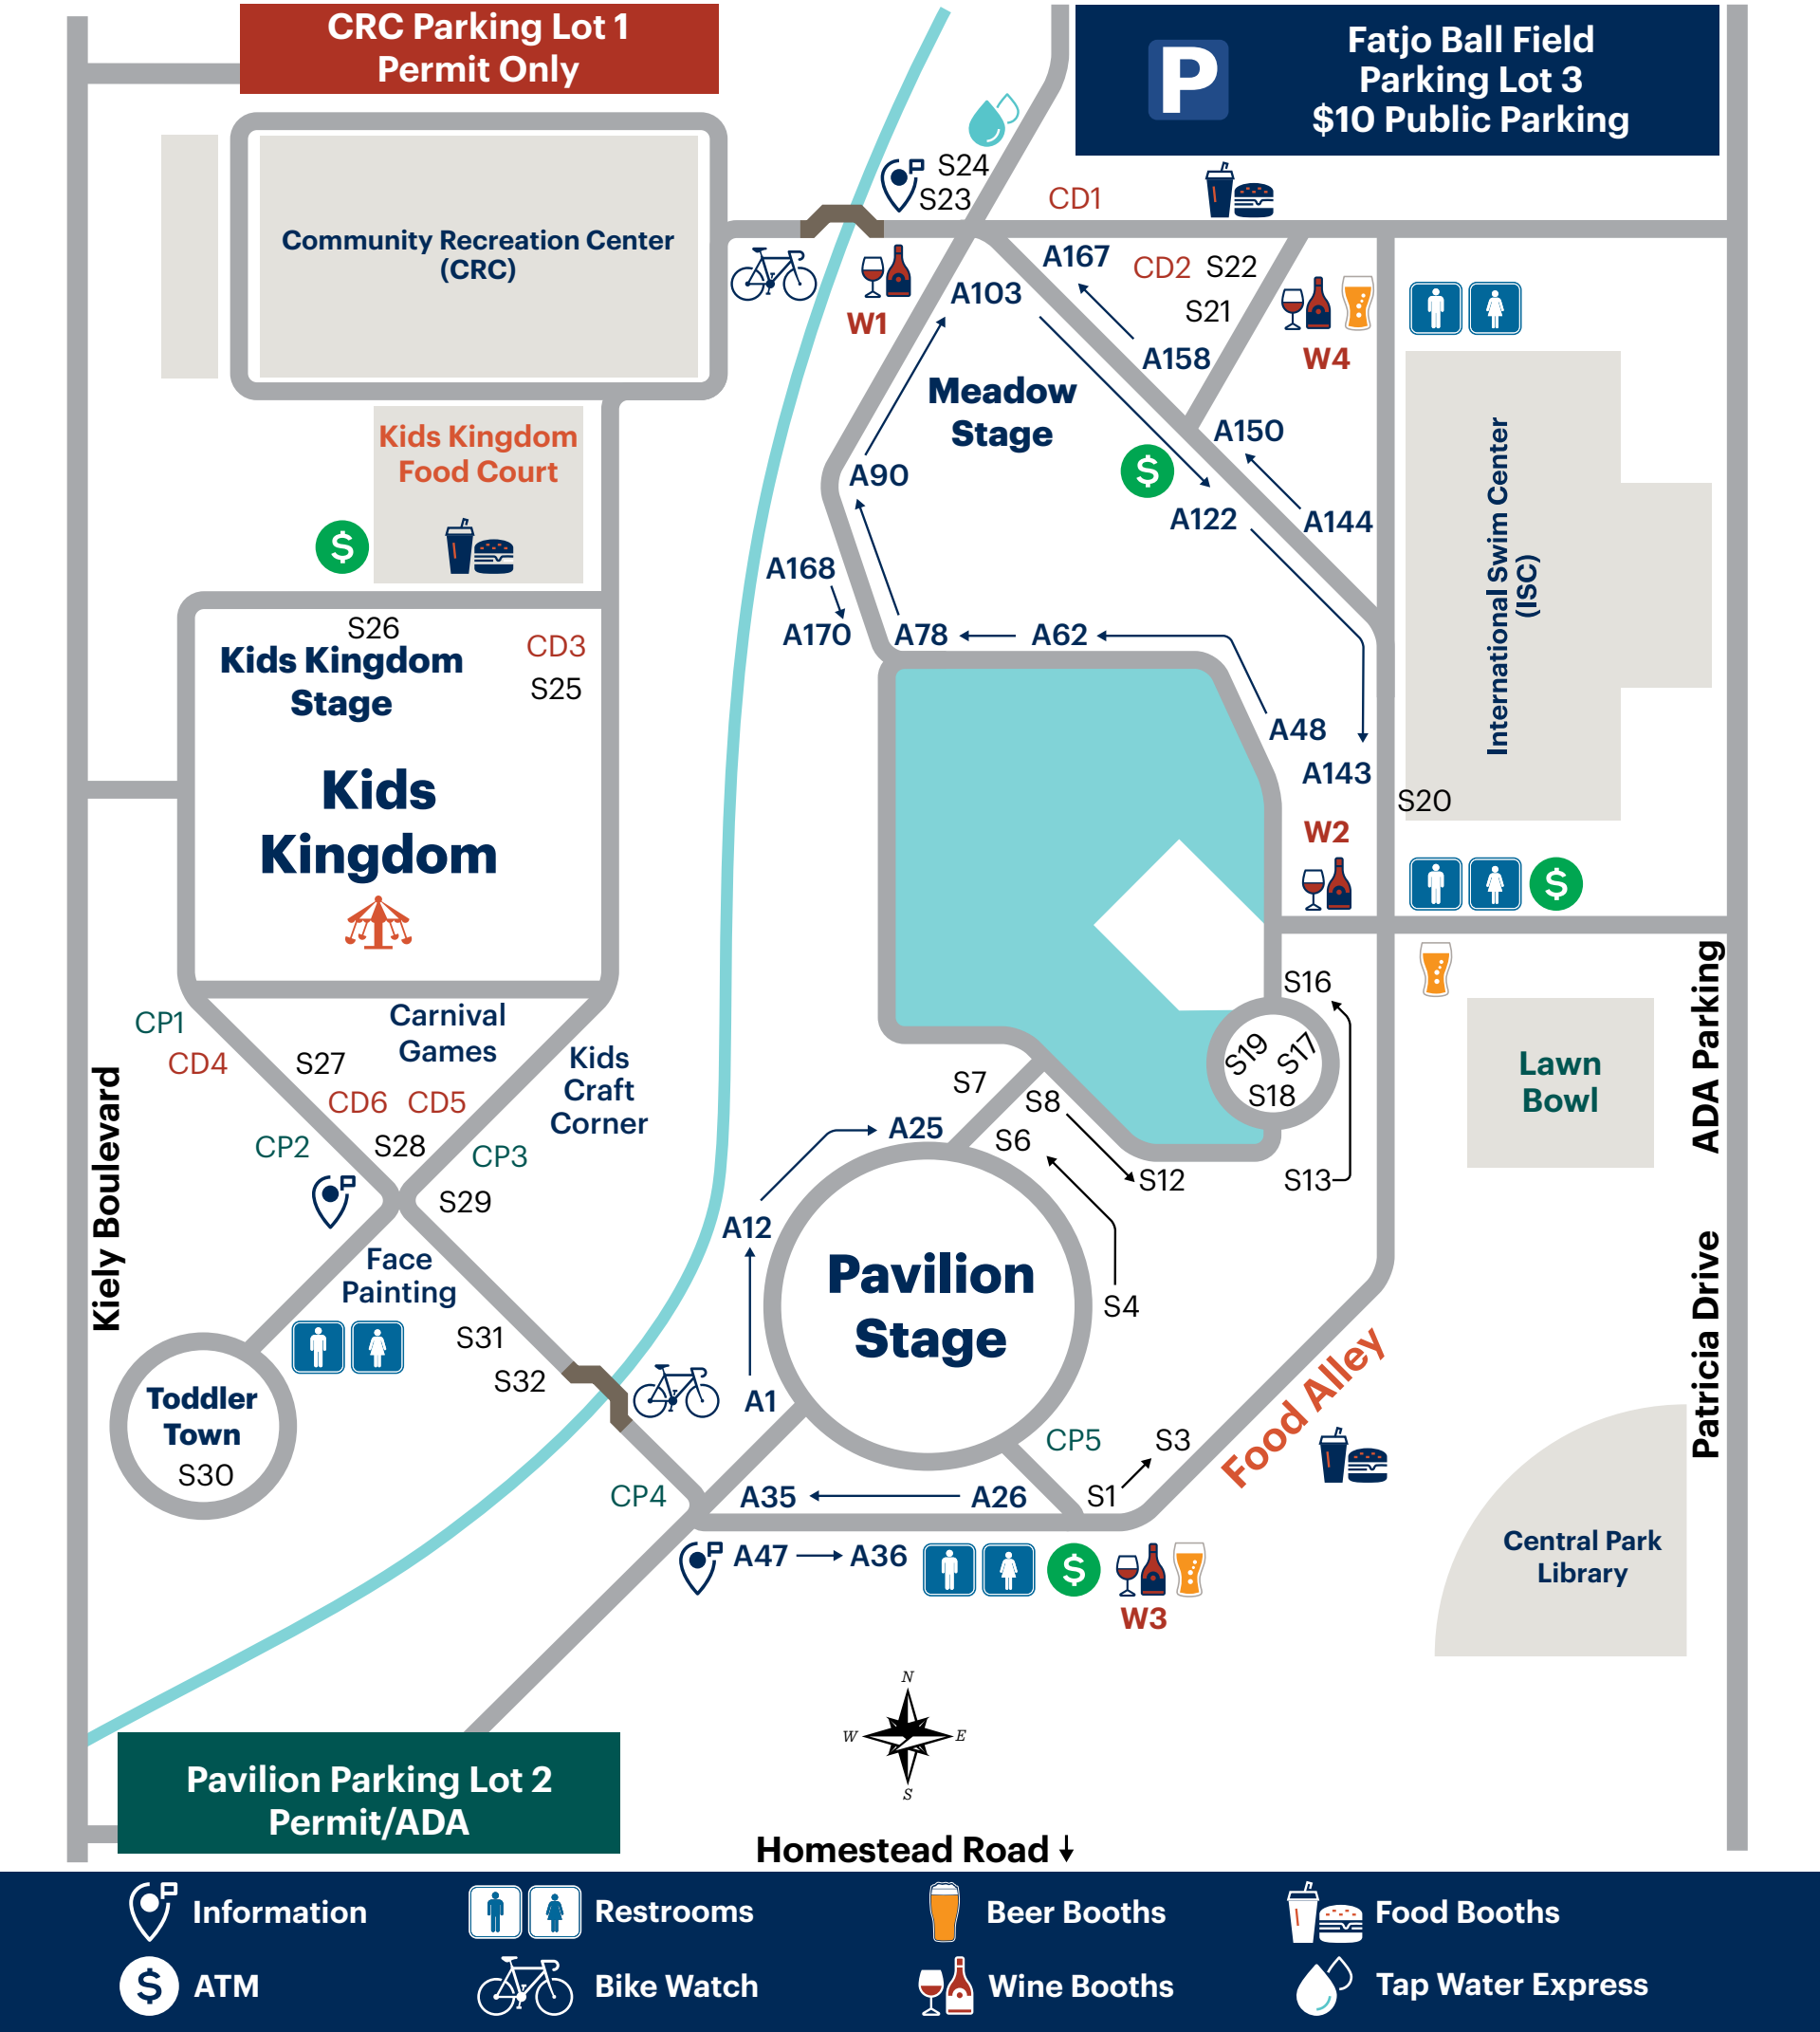 CRC Parking Lot 1
Permit Only
P
Fatjo Ball Field
Parking Lot 3
$10 Public Parking
S24
S23
CD1
Community Recreation Center
(CRC)
W1
A103
A167
CD2
S22
S21
A158
W4
Meadow
Stage
Kids Kingdom
Food Court
$
A90
$
A150
A122
A144
International Swim Center
(ISC)
A168
A170
A78
A62
A48
A143
S20
S26
Kids Kingdom
Stage
CD3
S25
Kids
Kingdom
W2
$
S16
S19
S17
S18
S13
ADA Parking
Lawn
Bowl
CP1
CD4
S27
Carnival
Games
Kids
Craft
Corner
CD6
CD5
CP2
S28
CP3
S29
Kiely Boulevard
S7
S8
S6
S12
A25
A12
S4
Pavilion
Stage
A1
Face
Painting
S31
S32
Toddler
Town
S30
CP4
CP5
S3
S1
A35
A26
Food Alley
Patricia Drive
Central Park
Library
A47
A36
$
W3
N
W
E
S
Pavilion Parking Lot 2
Permit/ADA
Homestead Road
Information
Restrooms
Beer Booths
Food Booths
$
ATM
Bike Watch
Wine Booths
Tap Water Express